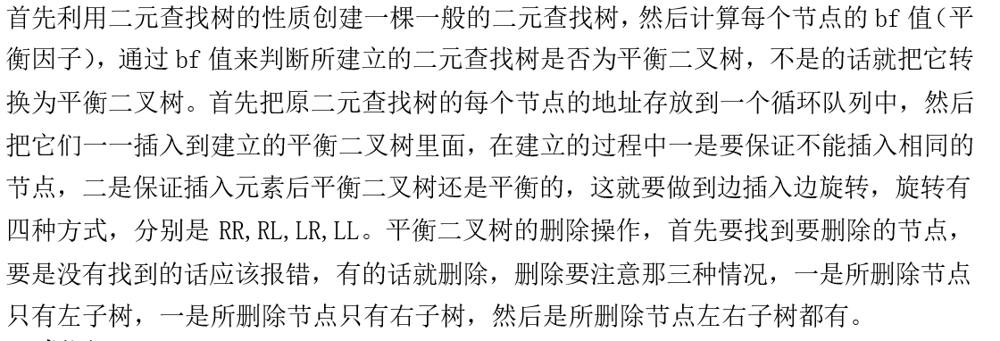 首先利用二元查找树的性质创建一棵一般的二元查找树，然后计算每个节点的 bf 值（平
衡因子），通过 bf 值来判断所建立的二元查找树是否为平衡二叉树，不是的话就把它转
换为平衡二叉树。首先把原二元查找树的每个节点的地址存放到一个循环队列中，然后
把它们一一插入到建立的平衡二叉树里面，在建立的过程中一是要保证不能插入相同的
节点，二是保证插入元素后平衡二叉树还是平衡的，这就要做到边插入边旋转，旋转有
四种方式，分别是 RR,RL,LR,LL。平衡二叉树的删除操作，首先要找到要删除的节点，
要是没有找到的话应该报错，有的话就删除，删除要注意那三种情况，一是所删除节点
只有左子树，一是所删除节点只有右子树，然后是所删除节点左右子树都有。